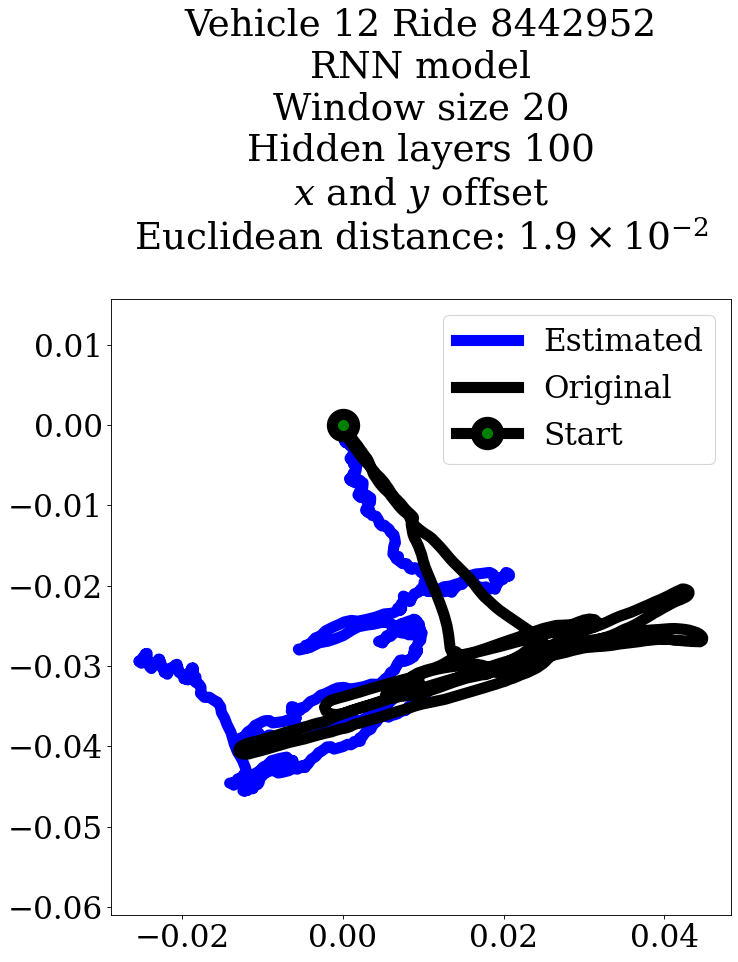 Vehicle 12 Ride 8442952
RNN model
Window size 20
Hidden layers 100
x and y offset
Euclidean distance: 1.9 × 10⁻²
Estimated
Original
Start
0.01
0.00
−0.01
−0.02
−0.03
−0.04
−0.05
−0.06
−0.02 0.00 0.02 0.04